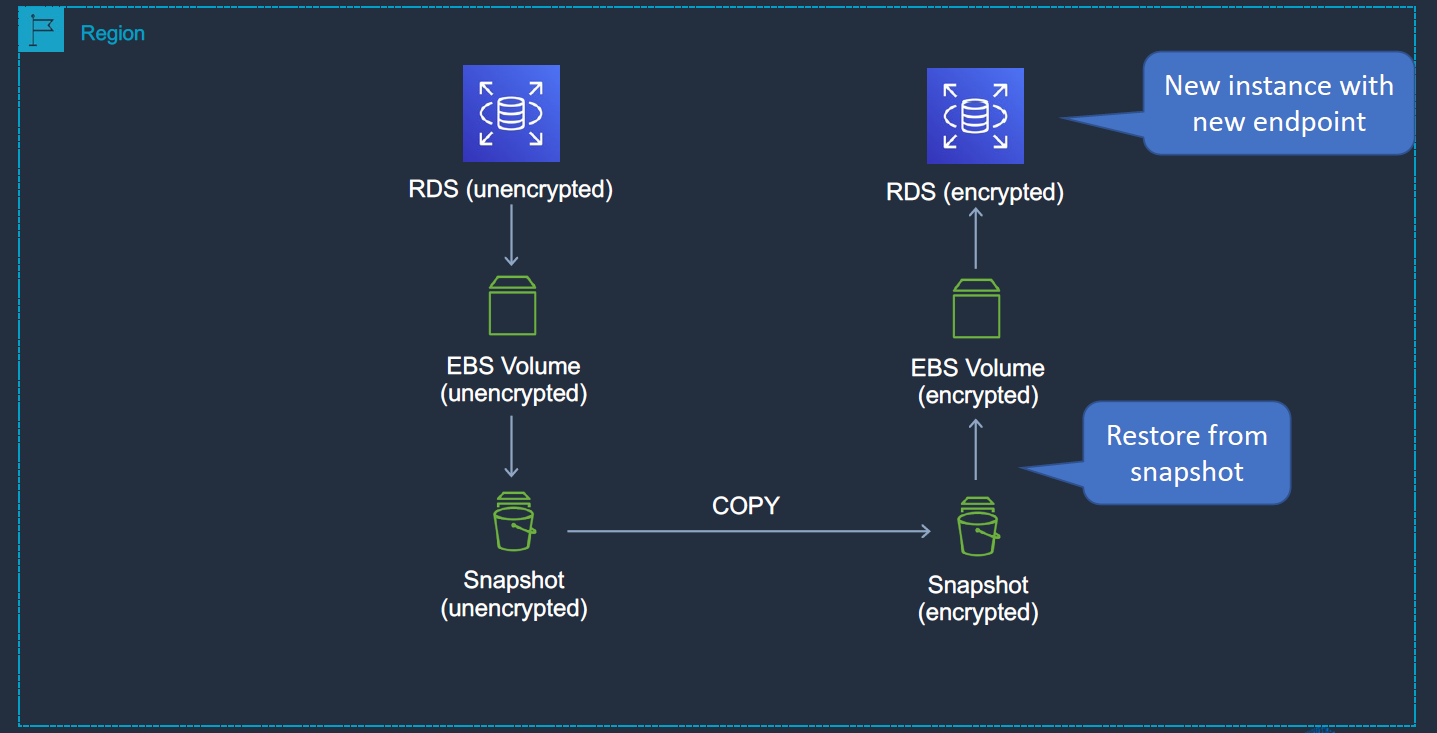 Region
New instance with
new endpoint
RDS (unencrypted)
RDS (encrypted)
EBS Volume
(unencrypted)
EBS Volume
(encrypted)
Restore from
snapshot
COPY
Snapshot
(unencrypted)
Snapshot
(encrypted)